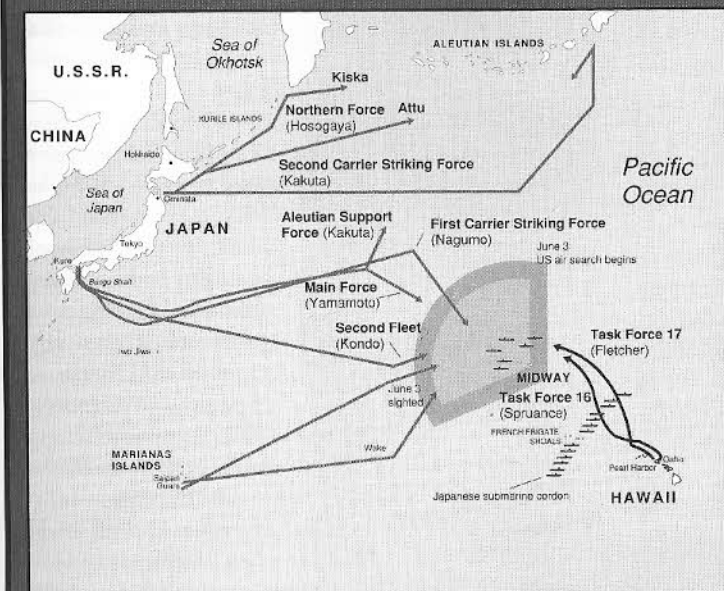 Sea of
Okhotsk
ALEUTIAN ISLANDS
U.S.S.R.
Kiska
KURILE ISLANDS
Northern Force
(Hosogaya)
Attu
CHINA
Hokkaido
Second Carrier Striking Force
(Kakuta)
Pacific
Ocean
Sea of
Japan
Ominata
JAPAN
Aleutian Support
Force (Kakuta)
First Carrier Striking Force
(Nagumo)
Tokyo
June 3
US air search begins
Kure
Bungo Strait
Main Force
(Yamamoto)
Second Fleet
(Kondo)
Task Force 17
(Fletcher)
Iwo Jima
MIDWAY
June 3
sighted
Task Force 16
(Spruance)
FRENCH FRIGATE
SHOALS
Wake
MARIANAS
ISLANDS
Saipan
Guam
Oahu
Pearl Harbor
Japanese submarine cordon
HAWAII